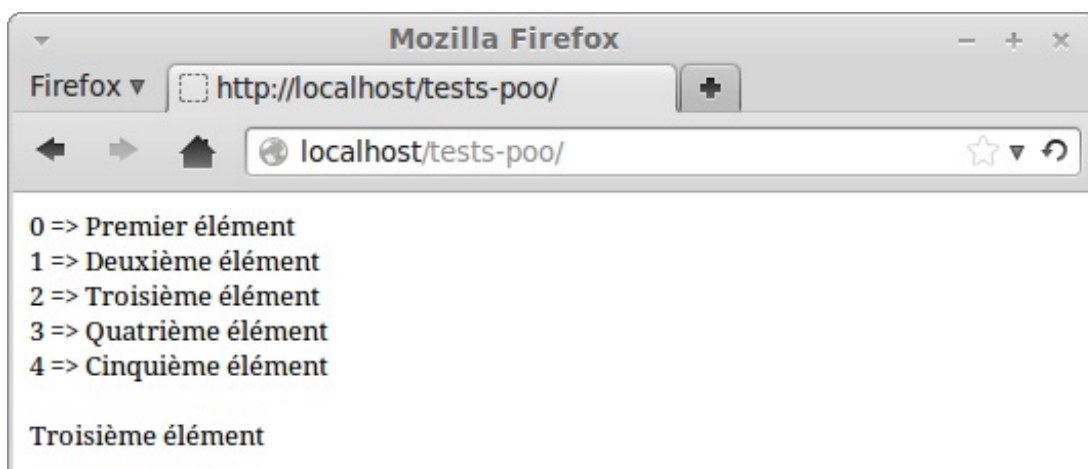 Mozilla Firefox
Firefox
http://localhost/tests-poo/
localhost/tests-poo/
0 => Premier élément
1 => Deuxième élément
2 => Troisième élément
3 => Quatrième élément
4 => Cinquième élément
Troisième élément